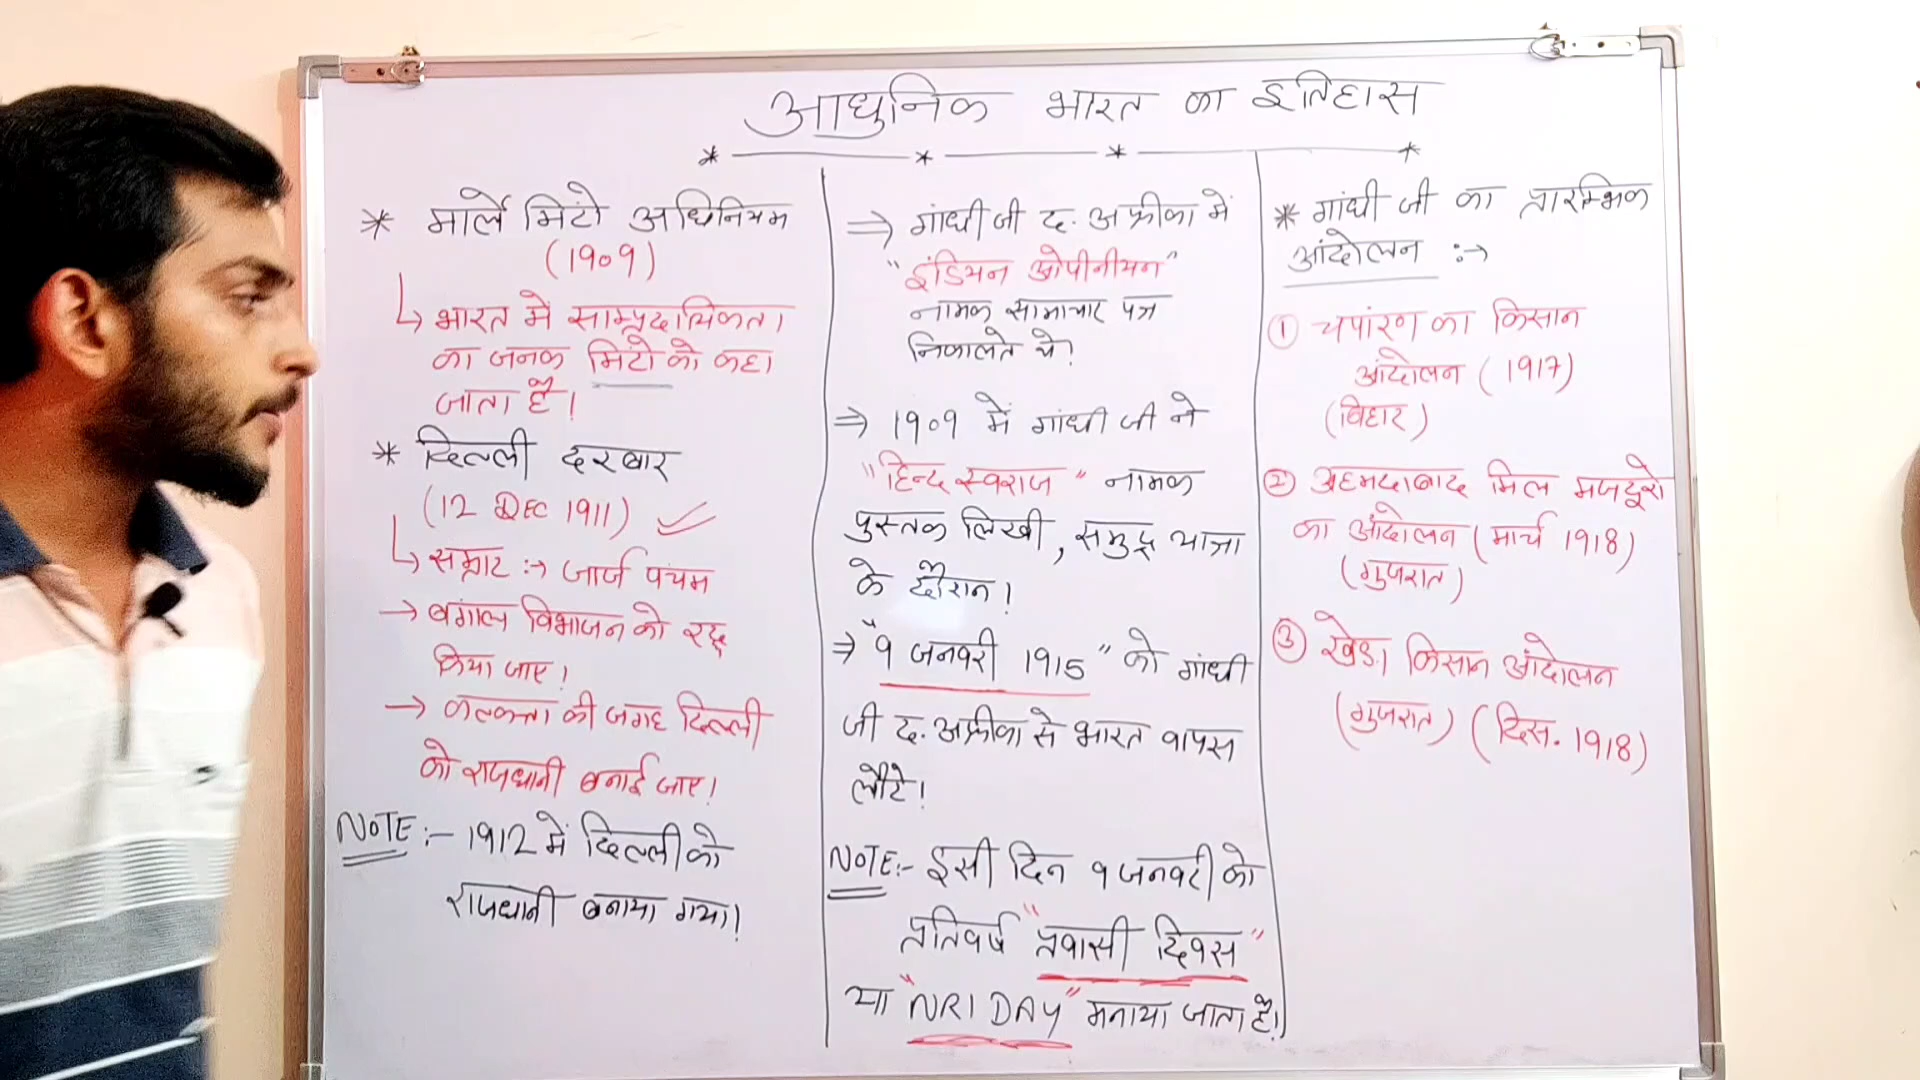 आधुनिक भारत का इतिहास
* मार्ले मिंटो अधिनियम
(1909)
भारत में साम्प्रदायिकता
का जनक मिंटो को कहा
जाता है।
* दिल्ली दरबार
(12 DEC 1911)
सम्राट :→ जार्ज पंचम
→ बंगाल विभाजन को रद्द
किया जाए।
→ कलकत्ता की जगह दिल्ली
को राजधानी बनाई जाए।
NOTE :- 1912 में दिल्ली को
राजधानी बनाया गया।
⇒ गांधी जी द. अफ्रीका में
"इंडियन ओपीनीयन"
नामक सामाचार पत्र
निकालते थे।
⇒ 1909 में गांधी जी ने
"हिन्द स्वराज" नामक
पुस्तक लिखी, समुद्र यात्रा
के दौरान।
⇒ "9 जनवरी 1915" को गांधी
जी द. अफ्रीका से भारत वापस
लौटे।
NOTE:- इसी दिन 9 जनवरी को
प्रतिवर्ष "प्रवासी दिवस"
या "NRI DAY" मनाया जाता है।
* गांधी जी का प्रारम्भिक
आंदोलन :→
① चपांरण का किसान
आंदोलन (1917)
(बिहार)
② अहमदाबाद मिल मजदूरो
का आंदोलन (मार्च 1918)
(गुजरात)
③ खेड़ा किसान आंदोलन
(गुजरात) (दिस. 1918)